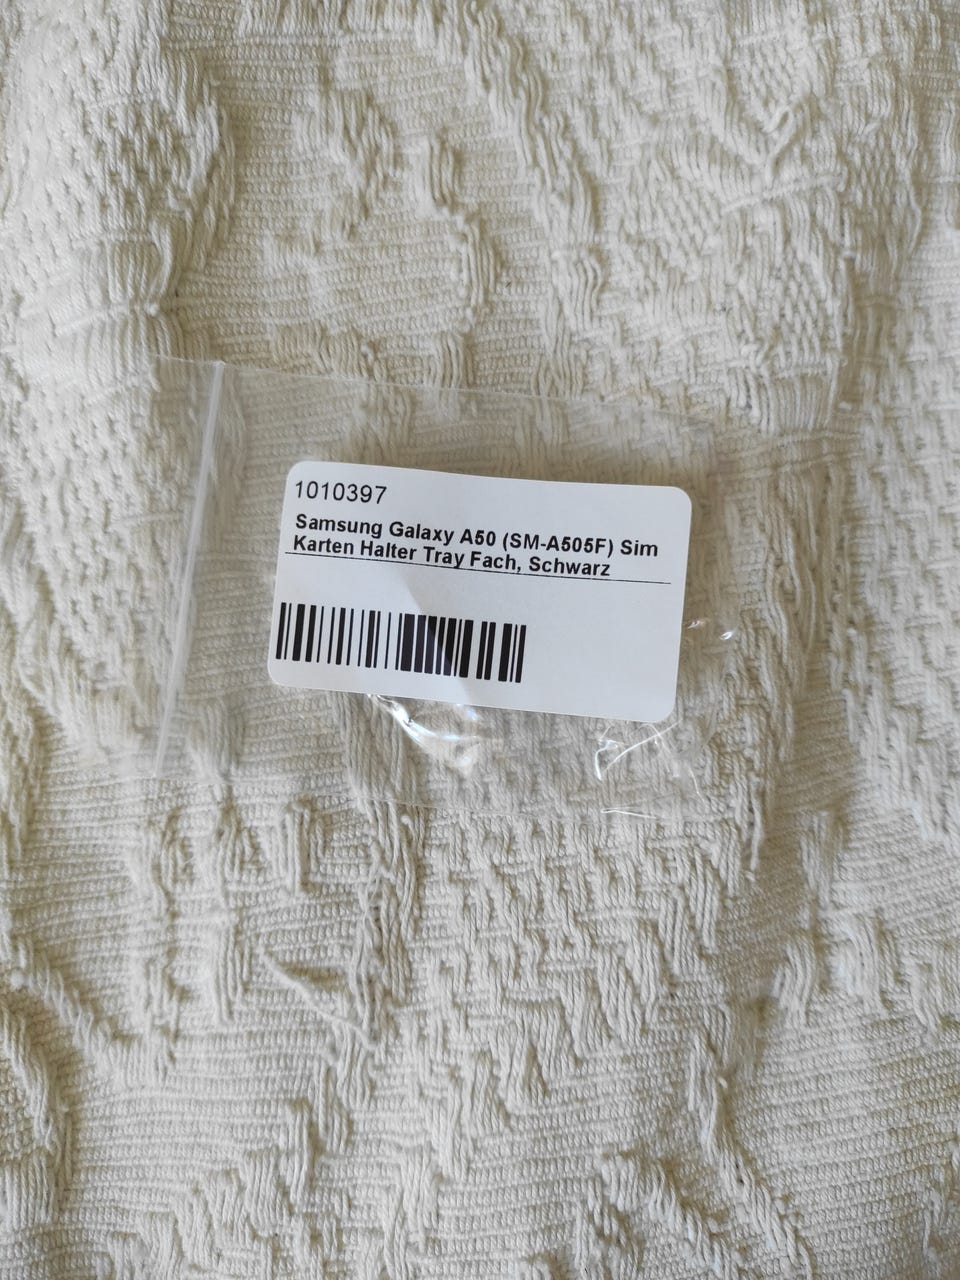 1010397
Samsung Galaxy A50 (SM-A505F) Sim
Karten Halter Tray Fach, Schwarz